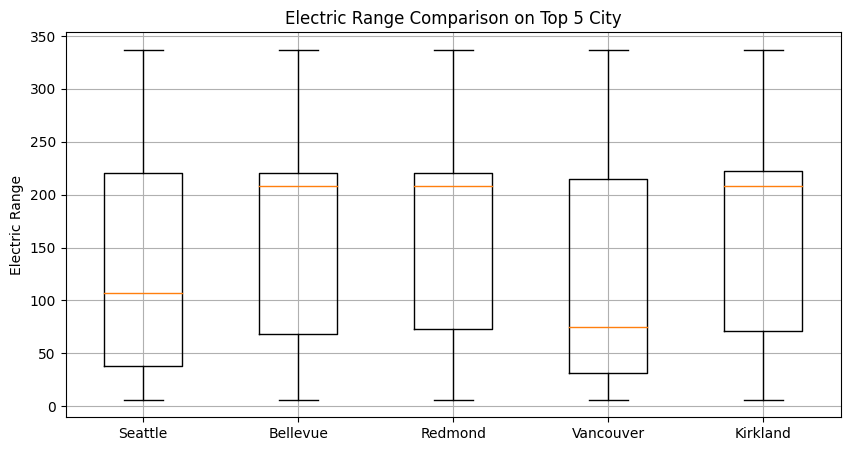 Electric Range Comparison on Top 5 City
Electric Range
350
300
250
200
150
100
50
0
Seattle
Bellevue
Redmond
Vancouver
Kirkland